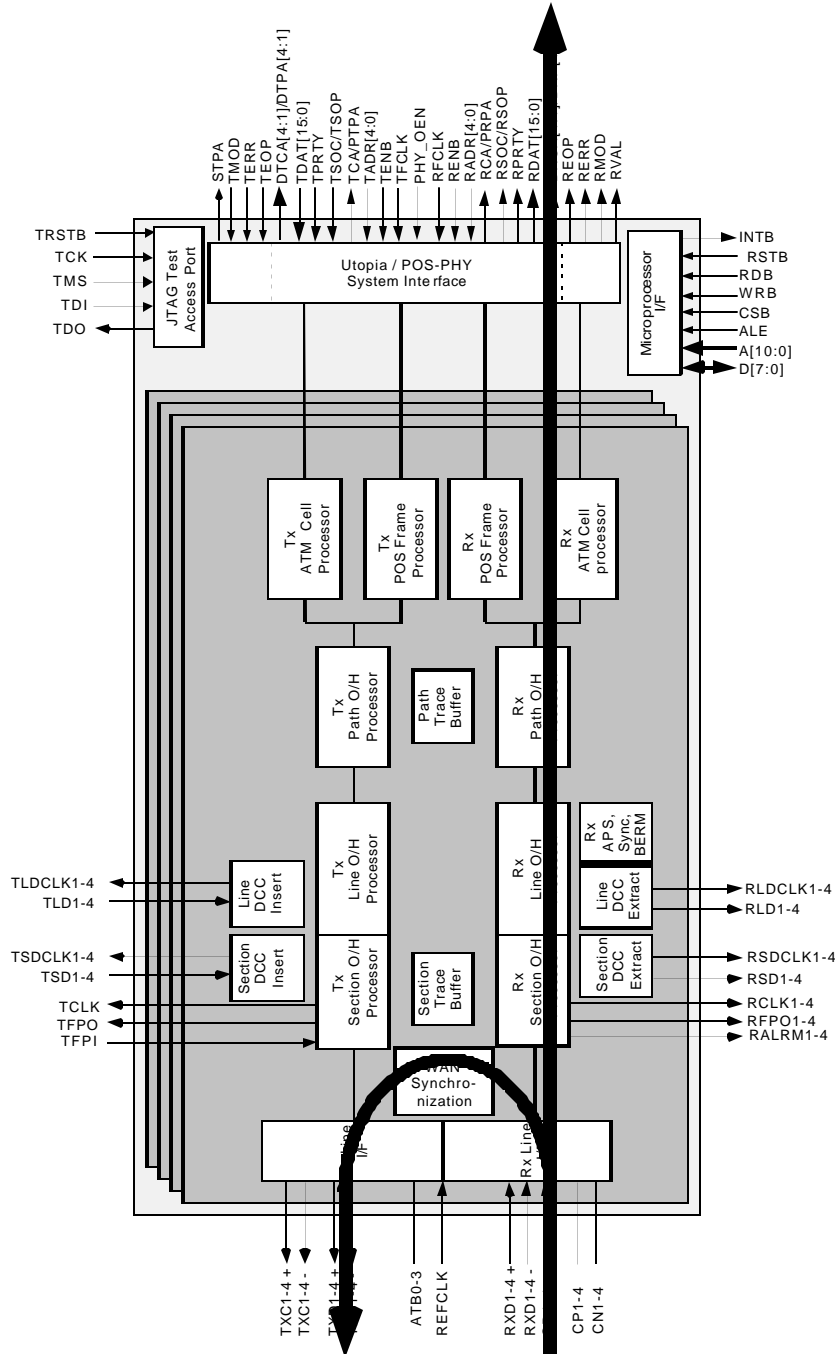 STPA
TMOD
TERR
TEOP
DTCA[4:1]/DTPA[4:1]
TDAT[15:0]
TPRTY
TSOC/TSOP
TCA/PTPA
TADR[4:0]
TENB
TFCLK
PHY_OEN
RFCLK
RENB
RADR[4:0]
RCA/PRPA
RSOC/RSOP
RPRTY
RDAT[15:0]
REOP
RERR
RMOD
RVAL
TRSTB
TCK
TMS
TDI
TDO
JTAG Test
Access Port
Utopia / POS-PHY
System Interface
Microprocessor
I/F
INTB
RSTB
RDB
WRB
CSB
ALE
A[10:0]
D[7:0]
Tx
ATM Cell
Processor
Tx
POS Frame
Processor
Rx
POS Frame
Processor
Rx
ATM Cell
processor
Tx
Path O/H
Processor
Path
Trace
Buffer
Rx
Path O/H
Tx
Line O/H
Processor
Rx
Line O/H
Rx
APS,
Sync,
BERM
Line
DCC
Insert
Line
DCC
Extract
TLDCLK1-4
TLD1-4
RLDCLK1-4
RLD1-4
Section
DCC
Insert
Tx
Section O/H
Processor
Section
Trace
Buffer
Rx
Section O/H
Section
DCC
Extract
TSDCLK1-4
TSD1-4
TCLK
TFPO
TFPI
RSDCLK1-4
RSD1-4
RCLK1-4
RFPO1-4
RALRM1-4
WAN
Synchro-
nization
Line
I/F
Rx Line
TXC1-4 +
TXC1-4 -
TXD1-4 +
ATB0-3
REFCLK
RXD1-4 +
RXD1-4 -
CP1-4
CN1-4